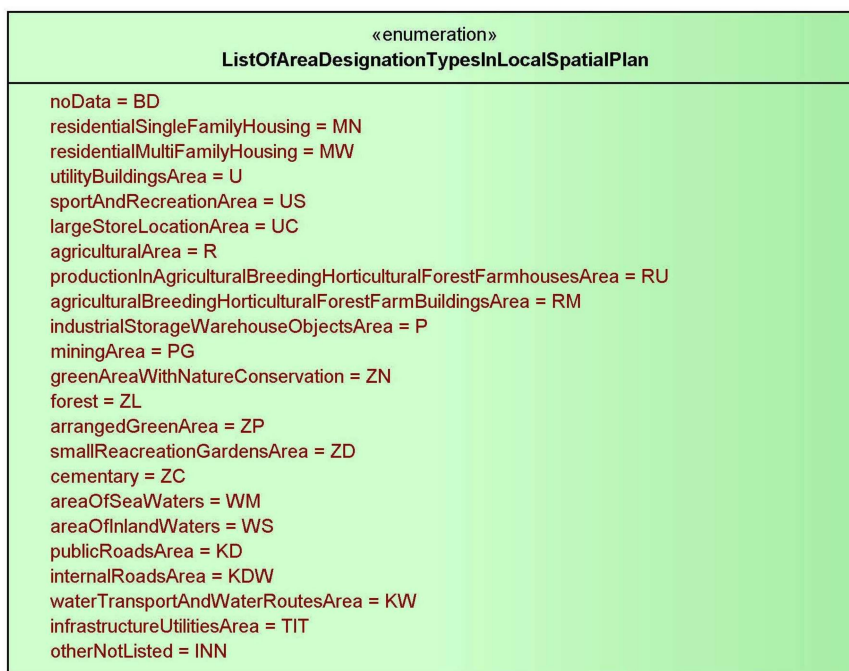 «enumeration»
ListOfAreaDesignationTypesInLocalSpatialPlan
noData = BD
residentialSingleFamilyHousing = MN
residentialMultiFamilyHousing = MW
utilityBuildingsArea = U
sportAndRecreationArea = US
largeStoreLocationArea = UC
agriculturalArea = R
productionInAgriculturalBreedingHorticulturalForestFarmhousesArea = RU
agriculturalBreedingHorticulturalForestFarmBuildingsArea = RM
industrialStorageWarehouseObjectsArea = P
miningArea = PG
greenAreaWithNatureConservation = ZN
forest = ZL
arrangedGreenArea = ZP
smallReacreationGardensArea = ZD
cementary = ZC
areaOfSeaWaters = WM
areaOfInlandWaters = WS
publicRoadsArea = KD
internalRoadsArea = KDW
waterTransportAndWaterRoutesArea = KW
infrastructureUtilitiesArea = TIT
otherNotListed = INN